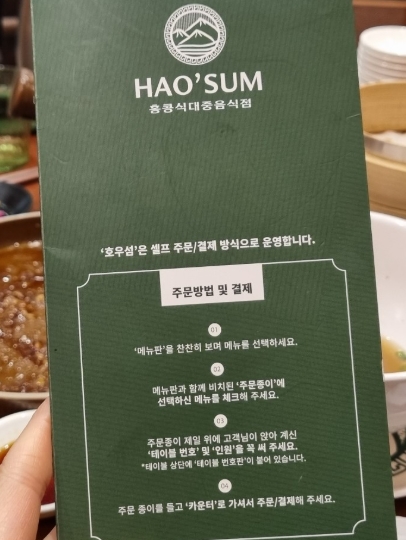 HAO'SUM
홍콩식대중음식점
'호우섬'은 셀프 주문/결제 방식으로 운영합니다.
주문방법 및 결제
01
'메뉴판'을 찬찬히 보며 메뉴를 선택하세요.
02
메뉴판과 함께 비치된 '주문종이'에
선택하신 메뉴를 체크해 주세요.
03
주문종이 제일 위에 고객님이 앉아 계신
'테이블 번호' 및 '인원'을 꼭 써 주세요.
*테이블 상단에 '테이블 번호판'이 붙어 있습니다.
04
주문 종이를 들고 '카운터'로 가셔서 주문/결제해 주세요.